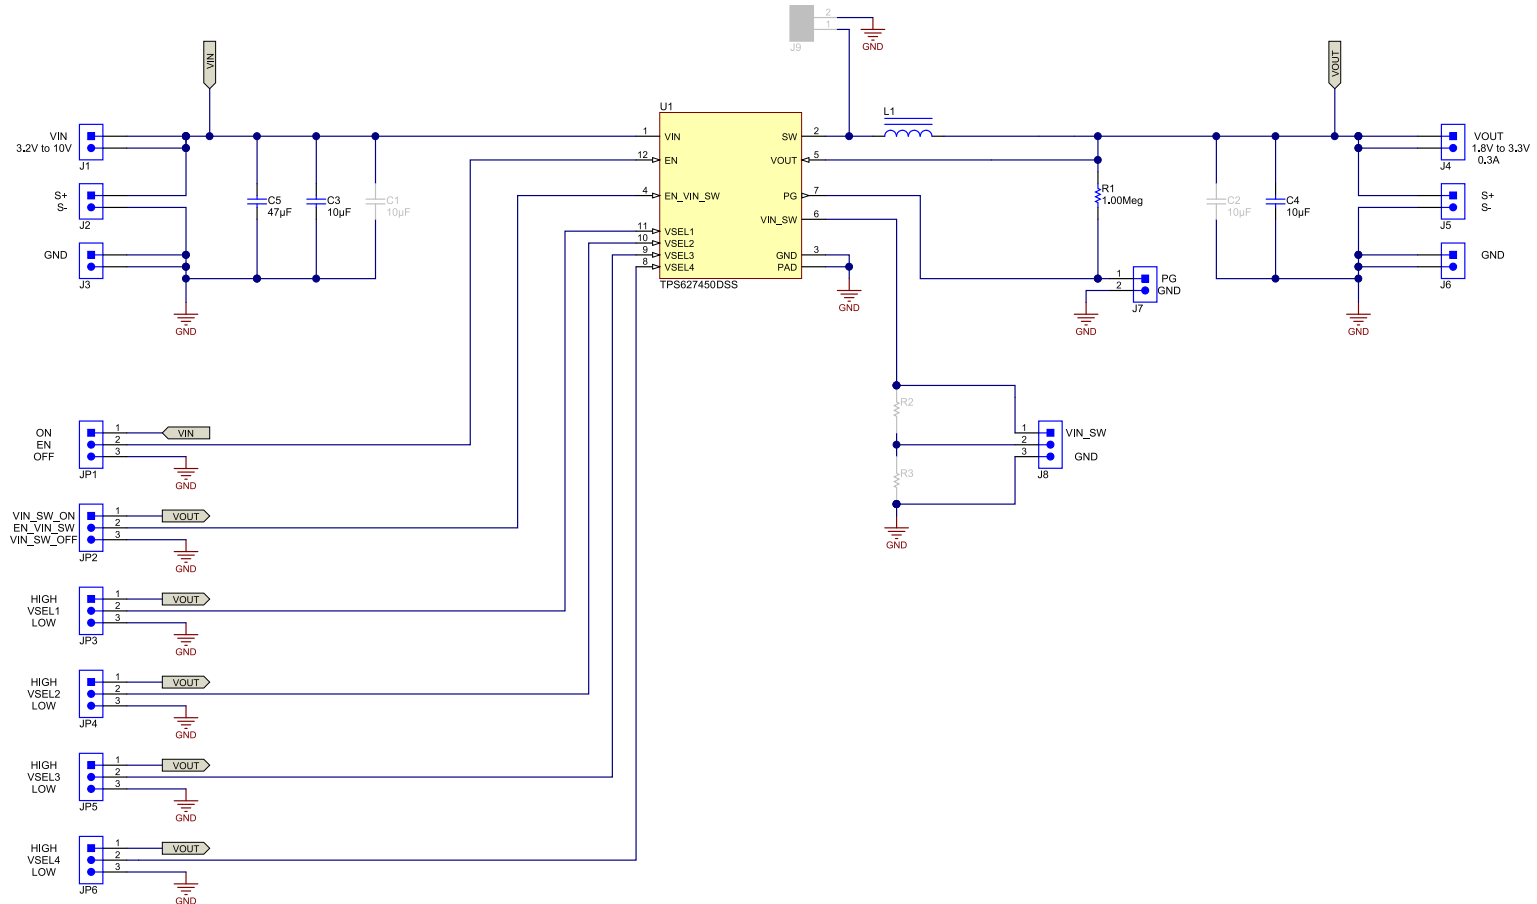 2
1
J9
GND
VIN
VOUT
U1
L1
VIN
3.2V to 10V
J1
1
VIN
SW
2
12
EN
VOUT
5
VOUT
1.8V to 3.3V
0.3A
J4
S+
S-
J2
C5
47µF
C3
10µF
C1
10µF
4
EN_VIN_SW
PG
7
VIN_SW
6
R1
1.00Meg
C2
10µF
C4
10µF
S+
S-
J5
11
VSEL1
10
VSEL2
9
VSEL3
8
VSEL4
GND
3
PAD
TPS627450DSS
GND
J3
GND
GND
1
PG
2
GND
J7
GND
GND
J6
GND
R2
R3
1
VIN_SW
2
3
GND
J8
GND
ON
1
VIN
EN
2
OFF
3
JP1
GND
VIN_SW_ON
1
VOUT
EN_VIN_SW
2
VIN_SW_OFF
3
JP2
GND
HIGH
1
VOUT
VSEL1
2
LOW
3
JP3
GND
HIGH
1
VOUT
VSEL2
2
LOW
3
JP4
GND
HIGH
1
VOUT
VSEL3
2
LOW
3
JP5
GND
HIGH
1
VOUT
VSEL4
2
LOW
3
JP6
GND